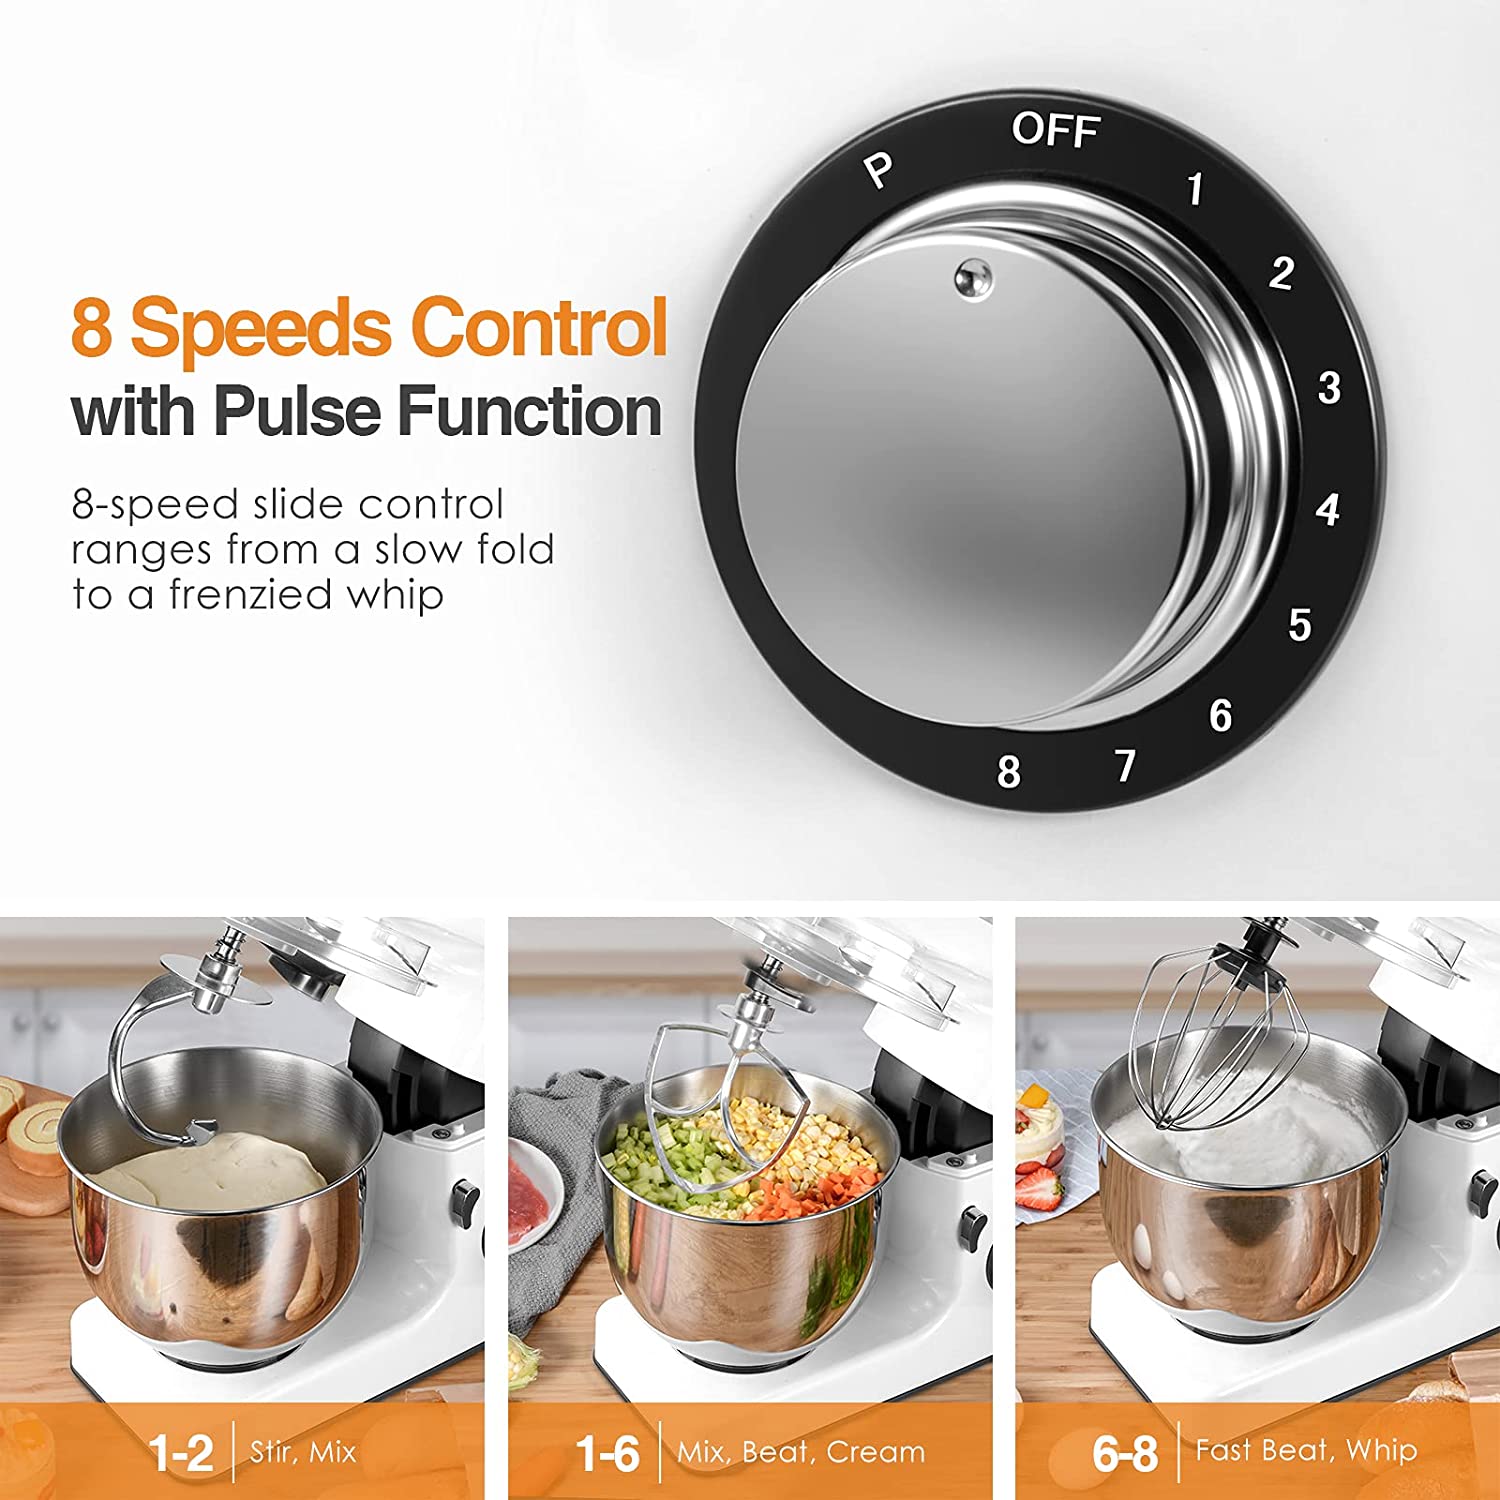 8 Speeds Control
with Pulse Function
8-speed slide control
ranges from a slow fold
to a frenzied whip
P
OFF
1
2
3
4
5
6
7
8
1-2 Stir, Mix
1-6 Mix, Beat, Cream
6-8 Fast Beat, Whip